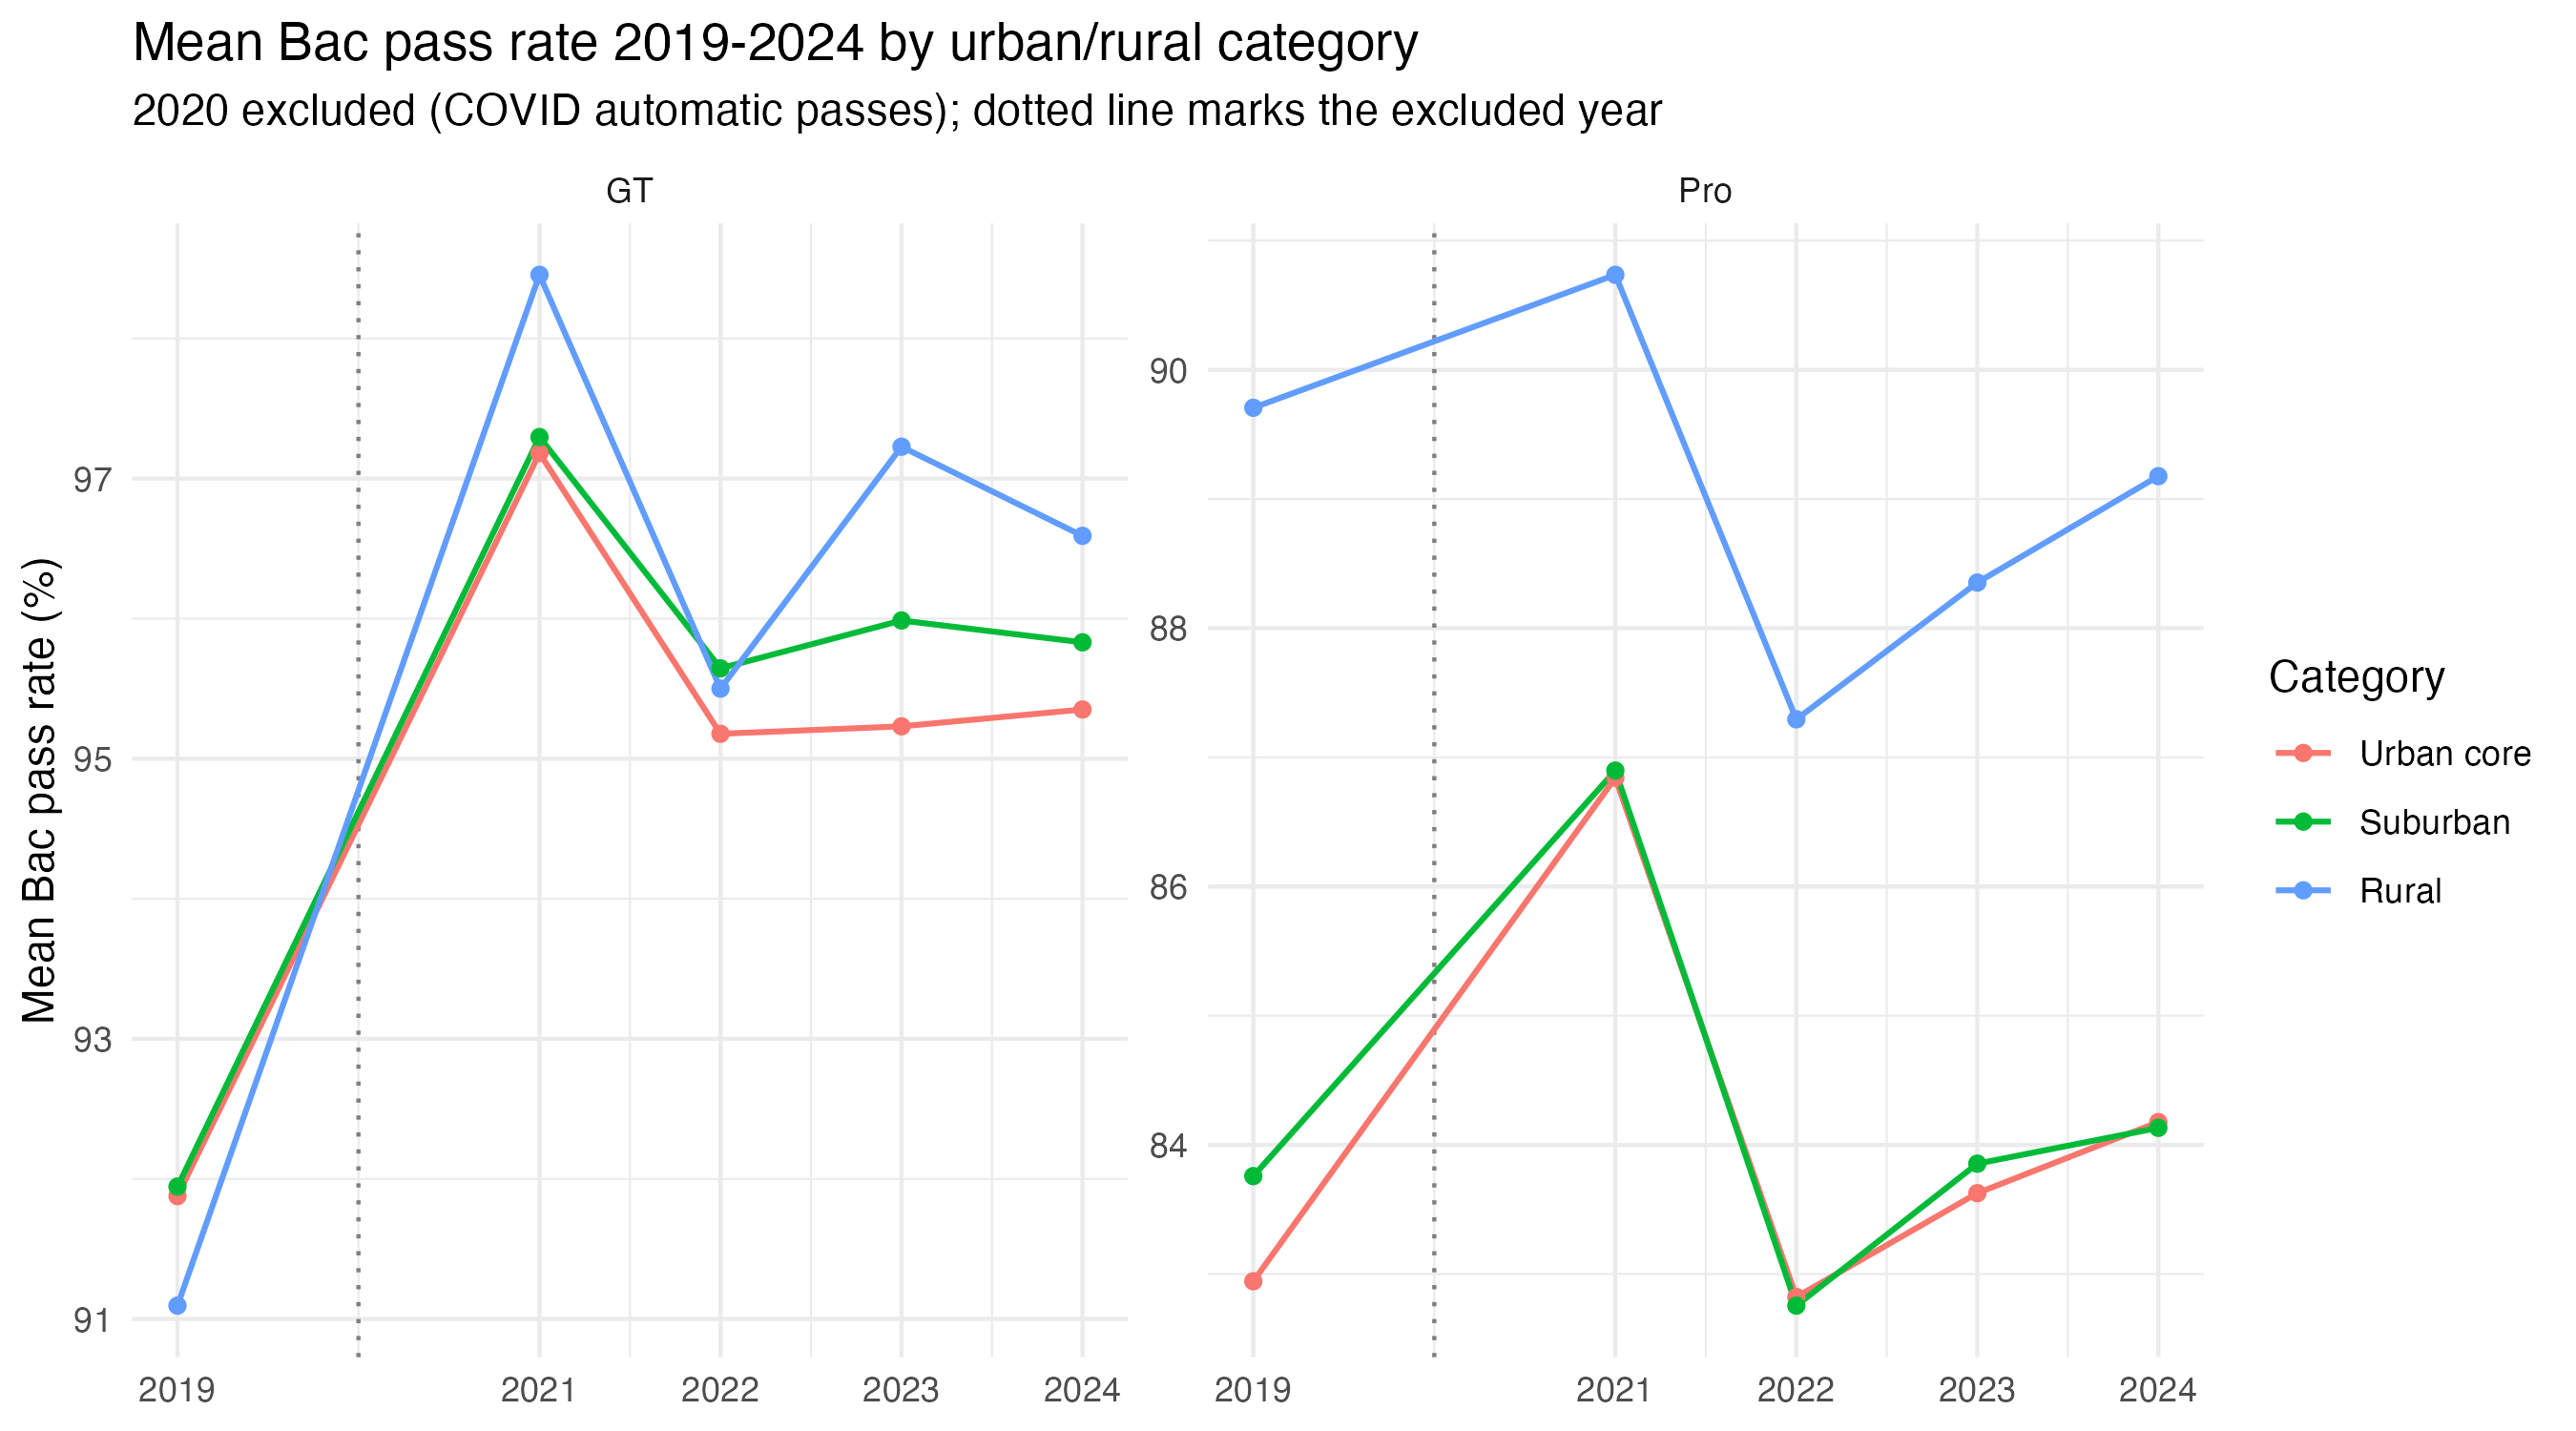 Mean Bac pass rate 2019-2024 by urban/rural category
2020 excluded (COVID automatic passes); dotted line marks the excluded year
GT
Pro
Mean Bac pass rate (%)
97
95
93
91
90
88
86
84
2019 2021 2022 2023 2024
2019 2021 2022 2023 2024
Category
Urban core
Suburban
Rural